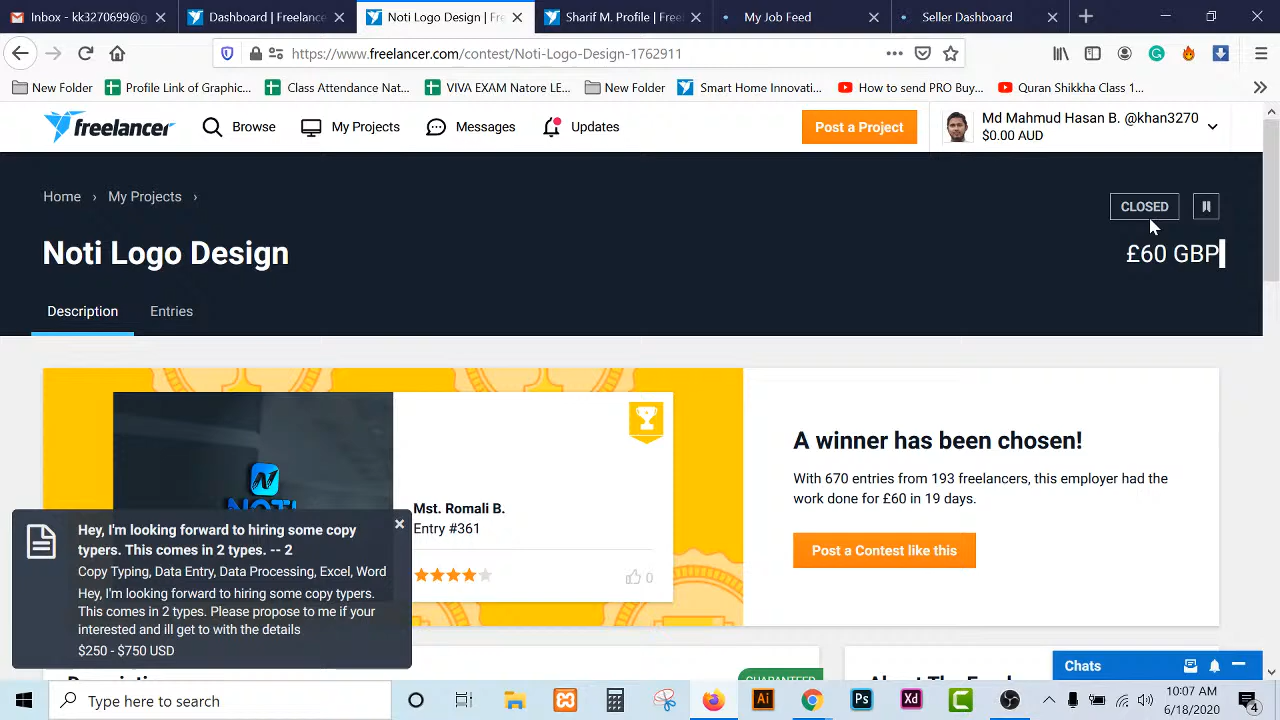 Inbox - kk3270699@g
Dashboard | Freelance
Noti Logo Design | Fre
Sharif M. Profile | Freel
My Job Feed
Seller Dashboard
https://www.freelancer.com/contest/Noti-Logo-Design-1762911
New Folder
Profile Link of Graphic...
Class Attendance Nat...
VIVA EXAM Natore LE...
New Folder
Smart Home Innovati...
How to send PRO Buy...
Quran Shikkha Class 1...
freelancer
Browse
My Projects
Messages
Updates
Post a Project
Md Mahmud Hasan B. @khan3270
$0.00 AUD
Home › My Projects ›
CLOSED
Noti Logo Design
£60 GBP
Description
Entries
A winner has been chosen!
With 670 entries from 193 freelancers, this employer had the
work done for £60 in 19 days.
Post a Contest like this
NOTI
Mst. Romali B.
Entry #361
0
Hey, I'm looking forward to hiring some copy
typers. This comes in 2 types. -- 2
Copy Typing, Data Entry, Data Processing, Excel, Word
Hey, I'm looking forward to hiring some copy typers.
This comes in 2 types. Please propose to me if your
interested and ill get to with the details
$250 - $750 USD
Chats
GUARANTEED
Type here to search
Ai
Ps
Xd
10:07 AM
6/18/2020
4